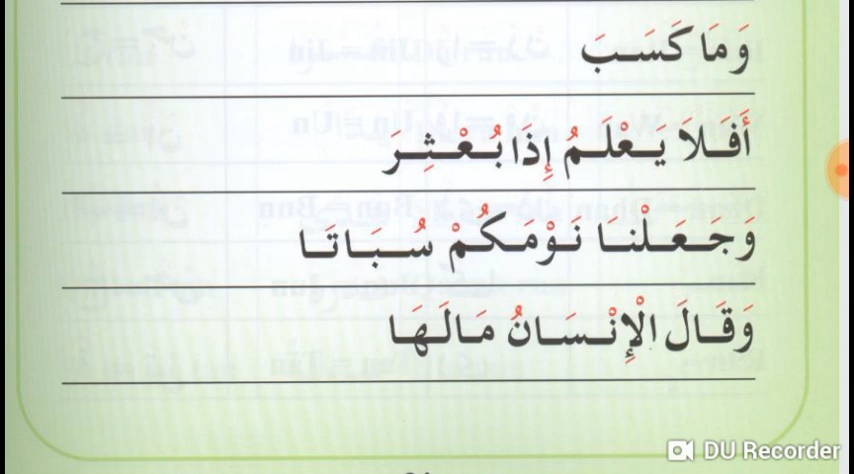 وَمَا كَسَبَ
أَفَلَا يَعْلَمُ إِذَا بُعْثِرَ
وَجَعَلْنَا نَوْمَكُمْ سُبَاتَا
وَقَالَ الْإِنْسَانُ مَالَهَا
DU Recorder